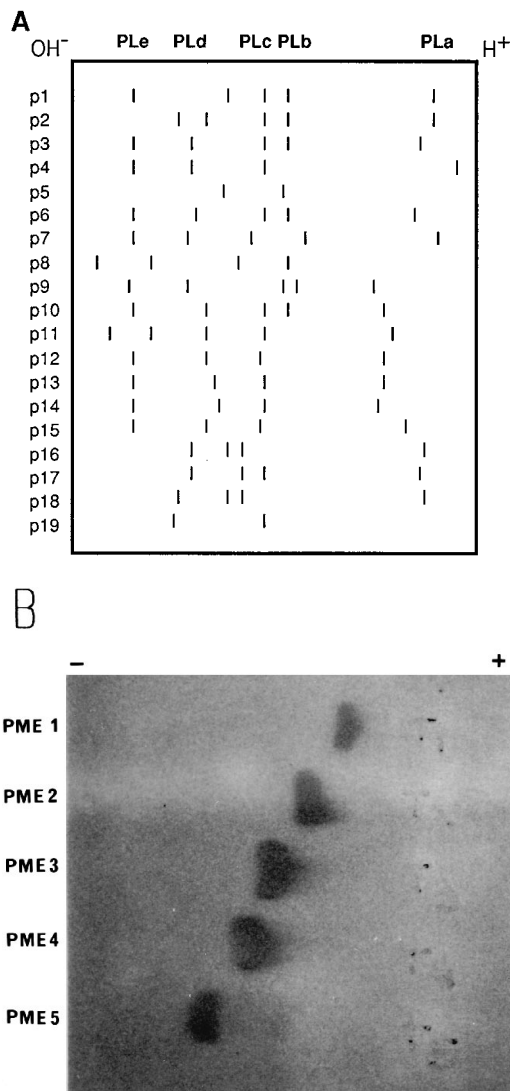 A
OH⁻ PLe PLd PLc PLb PLa H⁺
p1
p2
p3
p4
p5
p6
p7
p8
p9
p10
p11
p12
p13
p14
p15
p16
p17
p18
p19
B
– +
PME 1
PME 2
PME 3
PME 4
PME 5